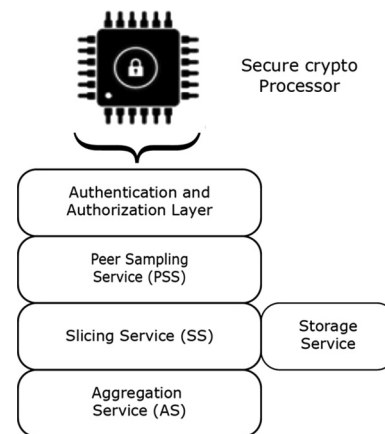 Secure crypto
Processor
Authentication and
Authorization Layer
Peer Sampling
Service (PSS)
Slicing Service (SS)
Storage
Service
Aggregation
Service (AS)